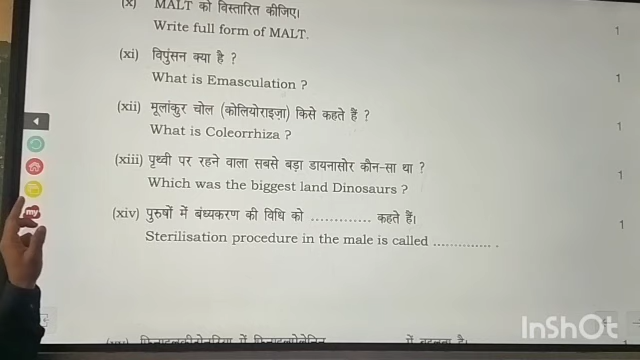 (x) MALT को विस्तारित कीजिए।
Write full form of MALT.
1
(xi) विपुंसन क्या है ?
What is Emasculation ?
1
(xii) मूलांकुर चोल (कोलियोराइज़ा) किसे कहते हैं ?
What is Coleorrhiza ?
1
(xiii) पृथ्वी पर रहने वाला सबसे बड़ा डायनासोर कौन-सा था ?
Which was the biggest land Dinosaurs ?
1
(xiv) पुरुषों में बंध्यकरण की विधि को ............. कहते हैं।
Sterilisation procedure in the male is called .............. .
1
my
InShOt